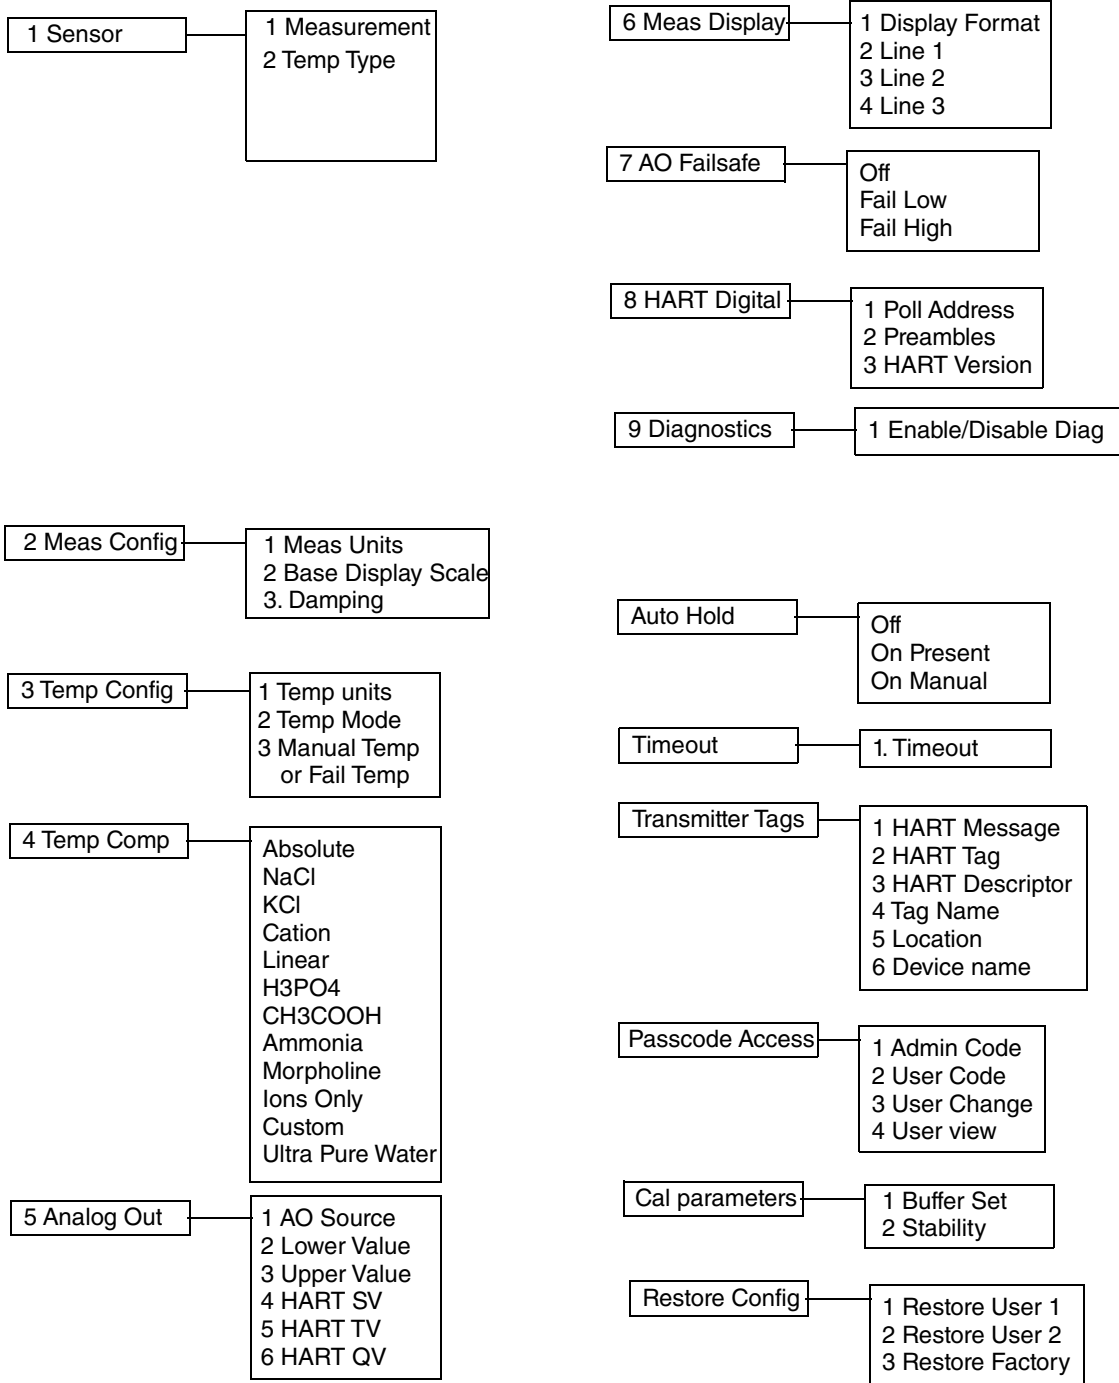 1 Sensor
1 Measurement
2 Temp Type
2 Meas Config
1 Meas Units
2 Base Display Scale
3. Damping
3 Temp Config
1 Temp units
2 Temp Mode
3 Manual Temp
or Fail Temp
4 Temp Comp
Absolute
NaCl
KCl
Cation
Linear
H3PO4
CH3COOH
Ammonia
Morpholine
Ions Only
Custom
Ultra Pure Water
5 Analog Out
1 AO Source
2 Lower Value
3 Upper Value
4 HART SV
5 HART TV
6 HART QV
6 Meas Display
1 Display Format
2 Line 1
3 Line 2
4 Line 3
7 AO Failsafe
Off
Fail Low
Fail High
8 HART Digital
1 Poll Address
2 Preambles
3 HART Version
9 Diagnostics
1 Enable/Disable Diag
Auto Hold
Off
On Present
On Manual
Timeout
1. Timeout
Transmitter Tags
1 HART Message
2 HART Tag
3 HART Descriptor
4 Tag Name
5 Location
6 Device name
Passcode Access
1 Admin Code
2 User Code
3 User Change
4 User view
Cal parameters
1 Buffer Set
2 Stability
Restore Config
1 Restore User 1
2 Restore User 2
3 Restore Factory